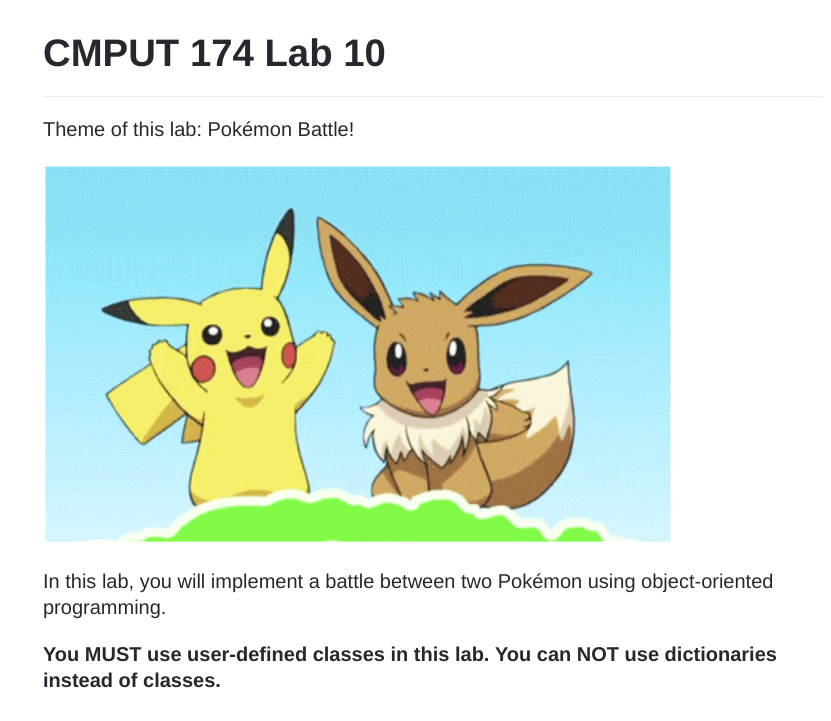 CMPUT 174 Lab 10
Theme of this lab: Pokémon Battle!
In this lab, you will implement a battle between two Pokémon using object-oriented
programming.
You MUST use user-defined classes in this lab. You can NOT use dictionaries
instead of classes.